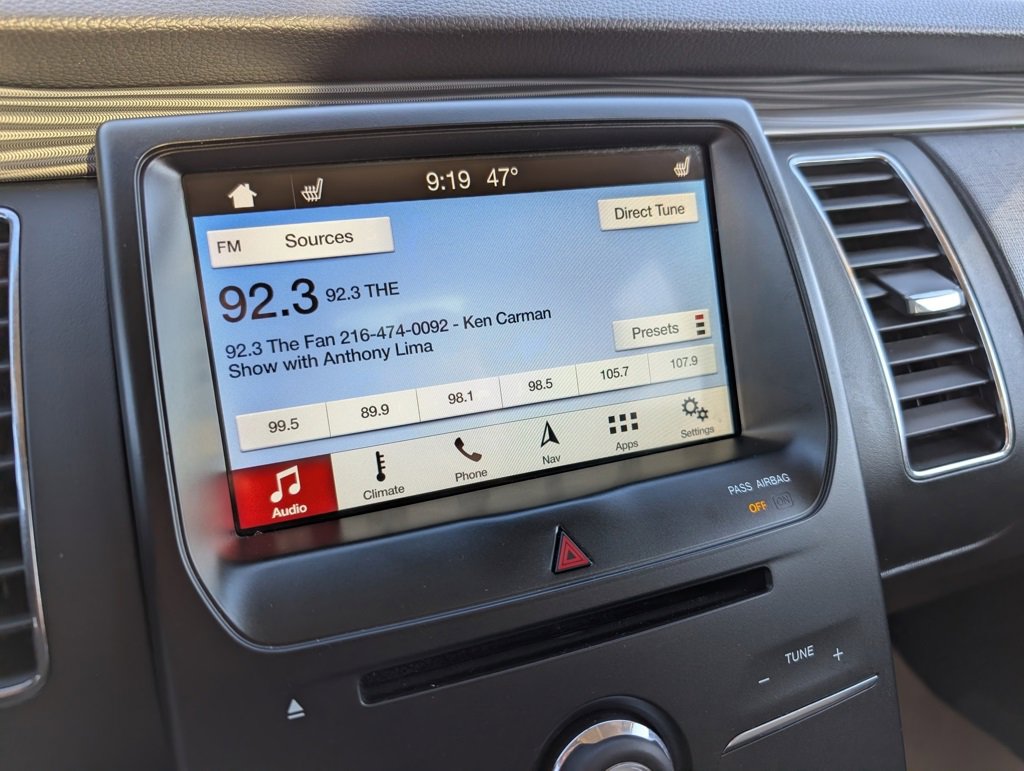 9:19 47°
FM Sources
Direct Tune
92.3 92.3 THE
92.3 The Fan 216-474-0092 - Ken Carman
Show with Anthony Lima
Presets
99.5 89.9 98.1 98.5 105.7 107.9
Audio Climate Phone Nav Apps Settings
PASS AIRBAG
OFF ON
- TUNE +